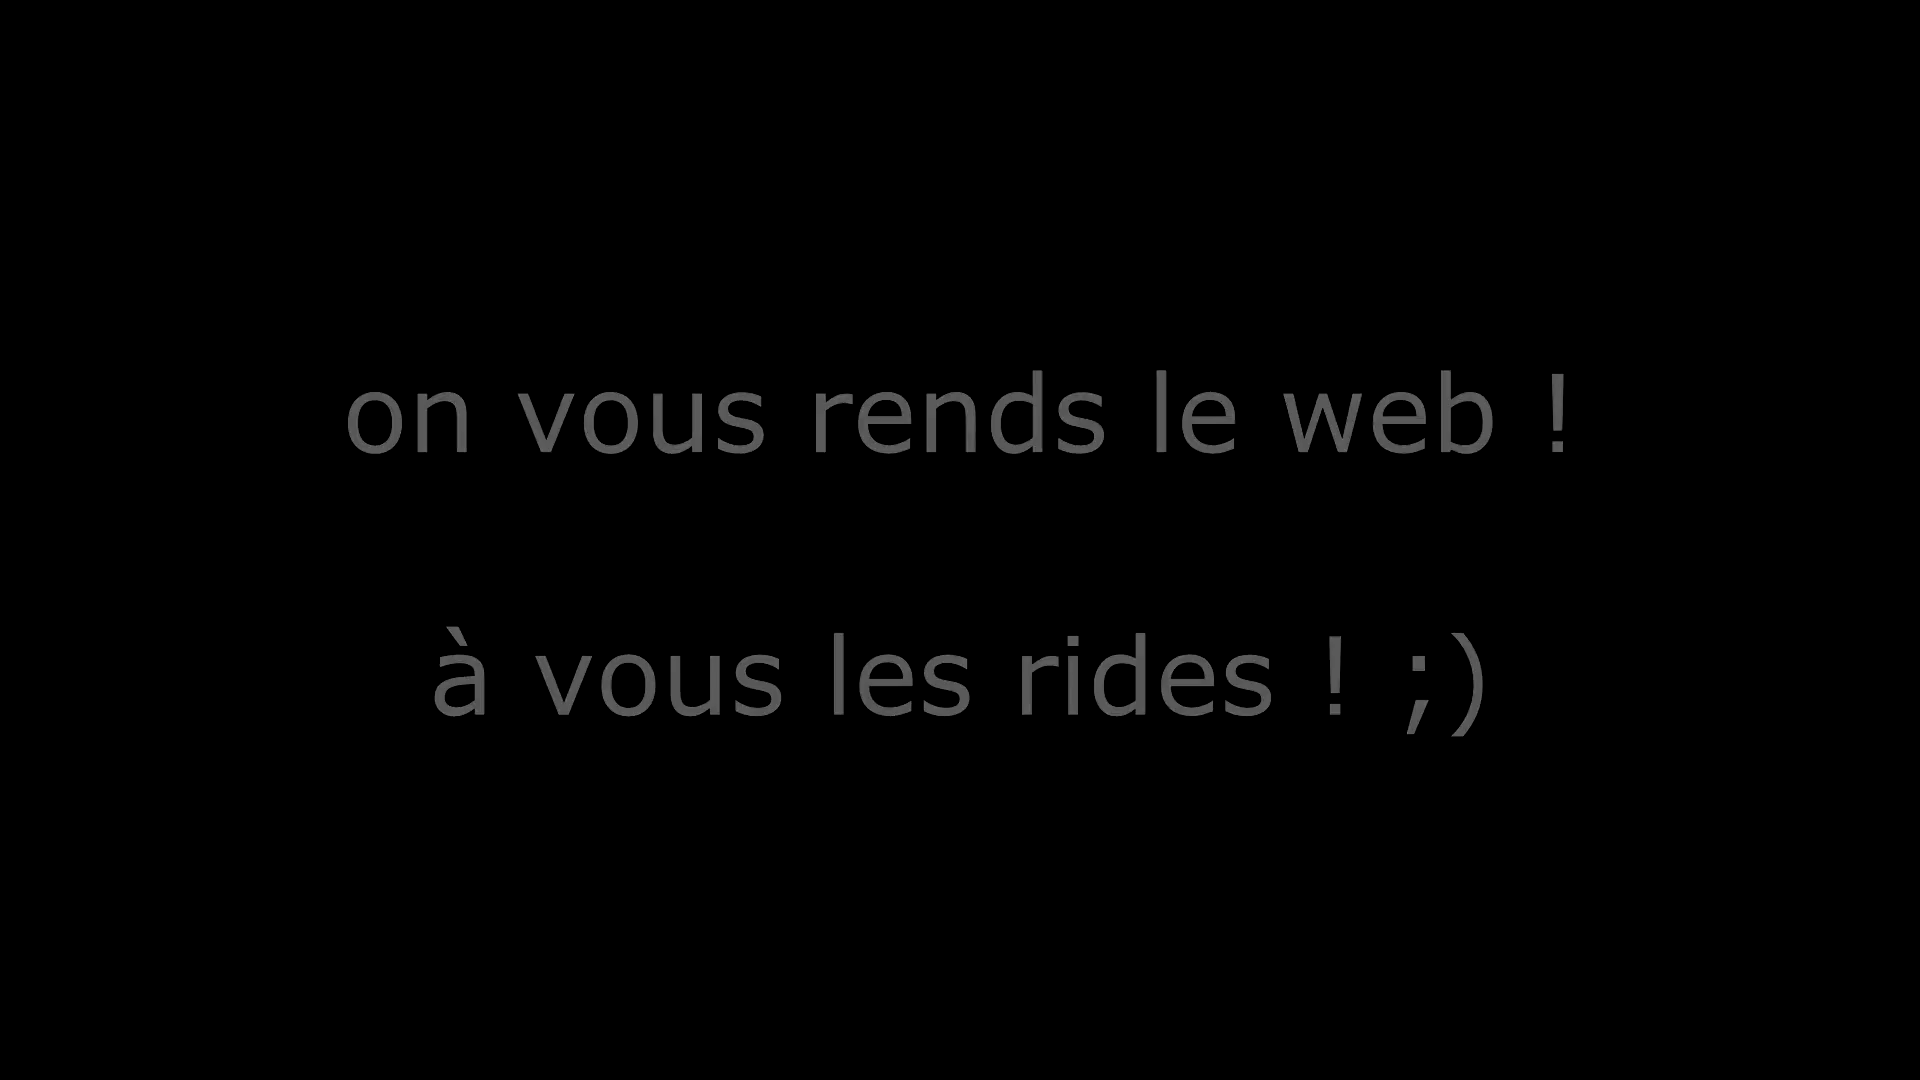 on vous rends le web !
à vous les rides ! ;)